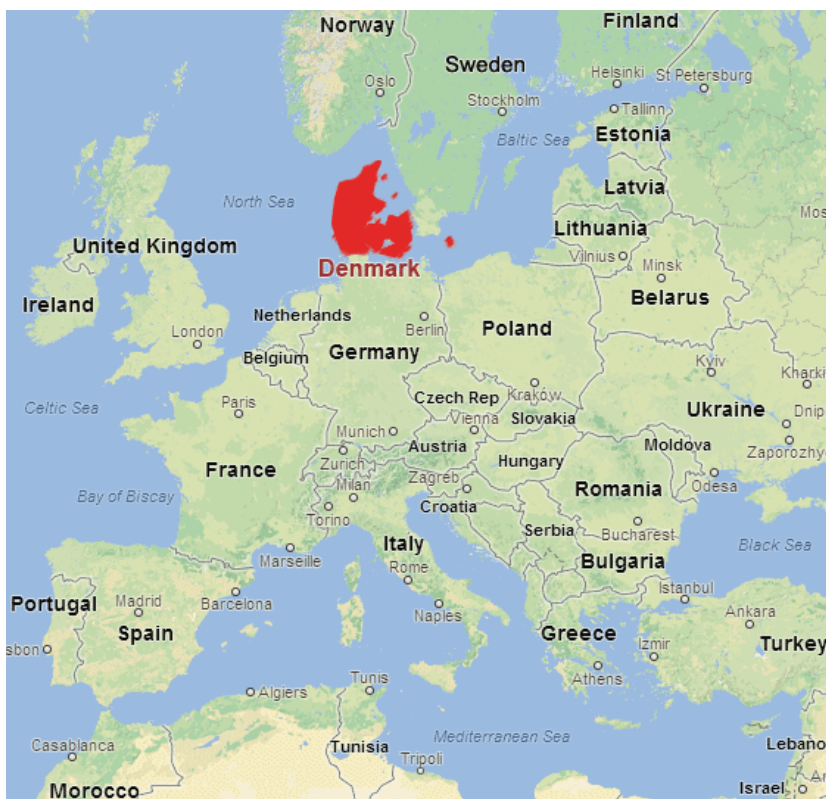 Norway
Finland
Sweden
Oslo
Helsinki
St Petersburg
Stockholm
Tallinn
Baltic Sea
Estonia
Latvia
North Sea
Mos
Lithuania
United Kingdom
Vilnius
Minsk
Denmark
Ireland
Belarus
Netherlands
London
Berlin
Poland
Belgium
Germany
Kyiv
Kharki
Czech Rep
Kraków
Celtic Sea
Paris
Ukraine
Dnip
Vienna
Slovakia
Munich
Austria
Moldova
Zaporozhy
Zurich
Hungary
France
Milan
Zagreb
Odesa
Romania
Bay of Biscay
Croatia
Torino
Serbia
Bucharest
Italy
Black Sea
Marseille
Rome
Bulgaria
Istanbul
Portugal
Madrid
Barcelona
Naples
Ankara
Spain
Greece
Izmir
Turkey
sbon
Athens
Tunis
Algiers
Mediterranean Sea
Casablanca
Tunisia
Lebano
Tripoli
Ar
Morocco
Israel